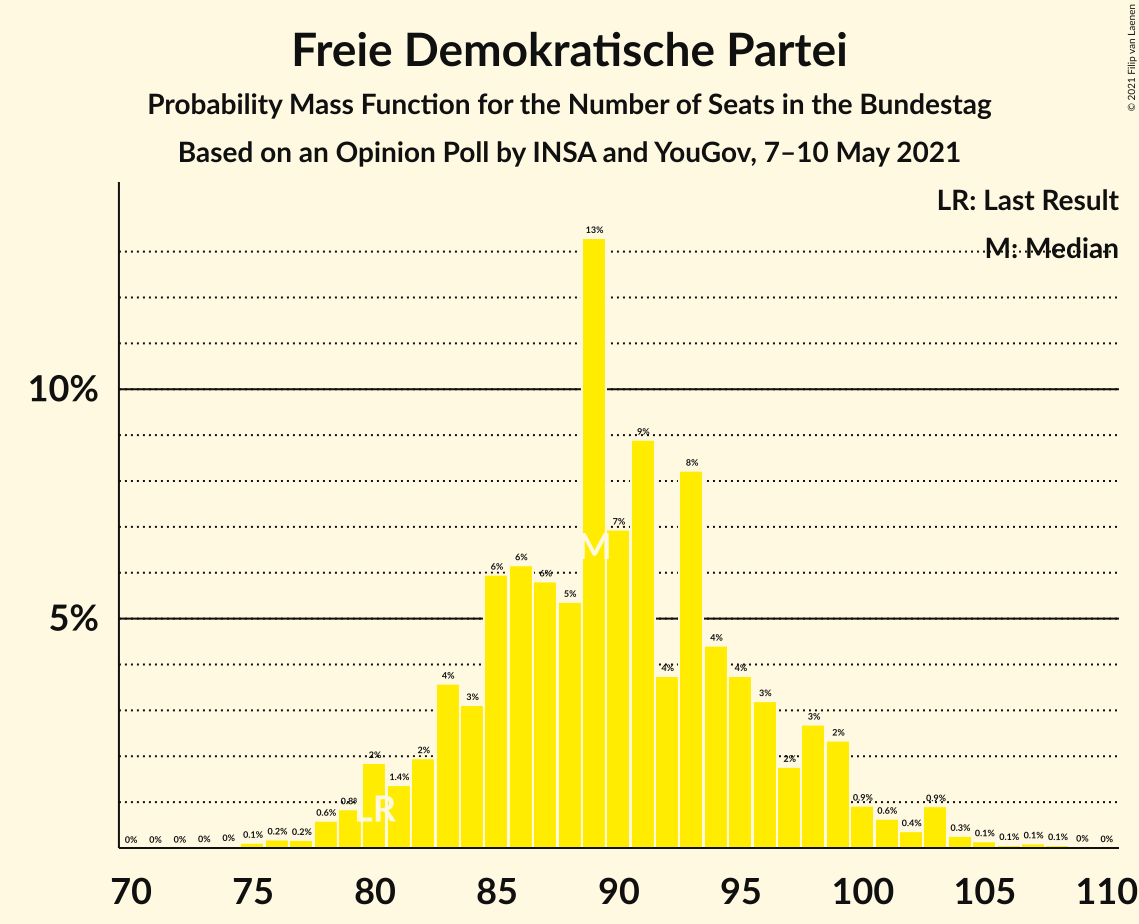 Freie Demokratische Partei
Probability Mass Function for the Number of Seats in the Bundestag
Based on an Opinion Poll by INSA and YouGov, 7–10 May 2021
© 2021 Filip van Laenen
LR: Last Result
M: Median
10%
5%
0% 0% 0% 0% 0% 0.1% 0.2% 0.2% 0.6% 0.8% 2% 1.4% 2% 4% 3% 6% 6% 6% 5% 13% 7% 9% 4% 8% 4% 4% 3% 2% 3% 2% 0.9% 0.6% 0.4% 0.9% 0.3% 0.1% 0.1% 0.1% 0.1% 0% 0%
M
LR
70 75 80 85 90 95 100 105 110